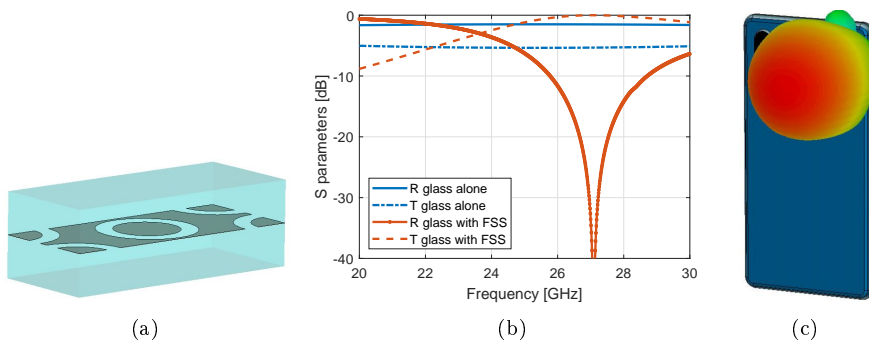 0
-10
-20
-30
-40
S parameters [dB]
R glass alone
T glass alone
R glass with FSS
T glass with FSS
20 22 24 26 28 30
Frequency [GHz]
(a) (b) (c)